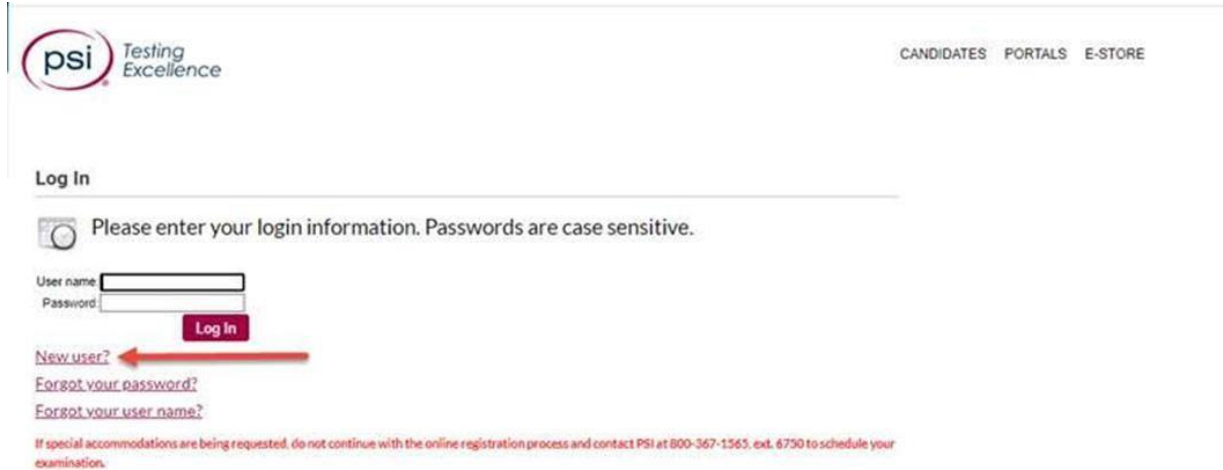 psi Testing
Excellence
CANDIDATES PORTALS E-STORE
Log In
Please enter your login information. Passwords are case sensitive.
User name:
Password:
Log In
New user?
Forgot your password?
Forgot your user name?
If special accommodations are being requested, do not continue with the online registration process and contact PSI at 800-367-1565, ext. 6750 to schedule your
examination.